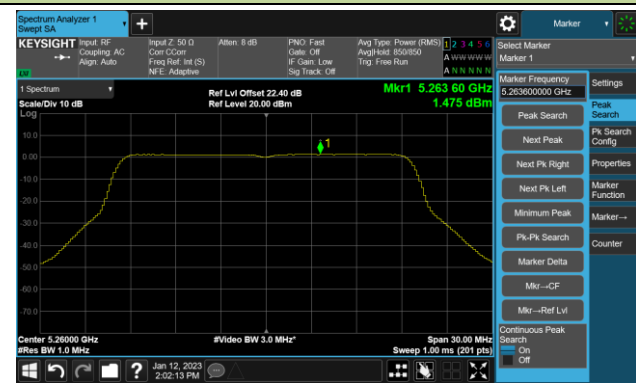 Spectrum Analyzer 1
Swept SA
+
Marker
KEYSIGHT
Input: RF
Coupling: AC
Align: Auto
Input Z: 50 Ω
Corr CCorr
Freq Ref: Int (S)
NFE: Adaptive
Atten: 8 dB
PNO: Fast
Gate: Off
IF Gain: Low
Sig Track: Off
Avg Type: Power (RMS)
Avg|Hold: 850/850
Trig: Free Run
1 2 3 4 5 6
A W W W W W
A N N N N N
Select Marker
Marker 1
1 Spectrum
Scale/Div 10 dB
Log
Ref Lvl Offset 22.40 dB
Ref Level 20.00 dBm
Mkr1 5.263 60 GHz
1.475 dBm
1
10.0
0.00
-10.0
-20.0
-30.0
-40.0
-50.0
-60.0
-70.0
Center 5.26000 GHz
#Res BW 1.0 MHz
#Video BW 3.0 MHz*
Span 30.00 MHz
Sweep 1.00 ms (201 pts)
Marker Frequency
5.263600000 GHz
Peak Search
Next Peak
Next Pk Right
Next Pk Left
Minimum Peak
Pk-Pk Search
Marker Delta
Mkr→CF
Mkr→Ref Lvl
Continuous Peak
Search
On
Off
Settings
Peak
Search
Pk Search
Config
Properties
Marker
Function
Marker→
Counter
?
Jan 12, 2023
2:02:13 PM